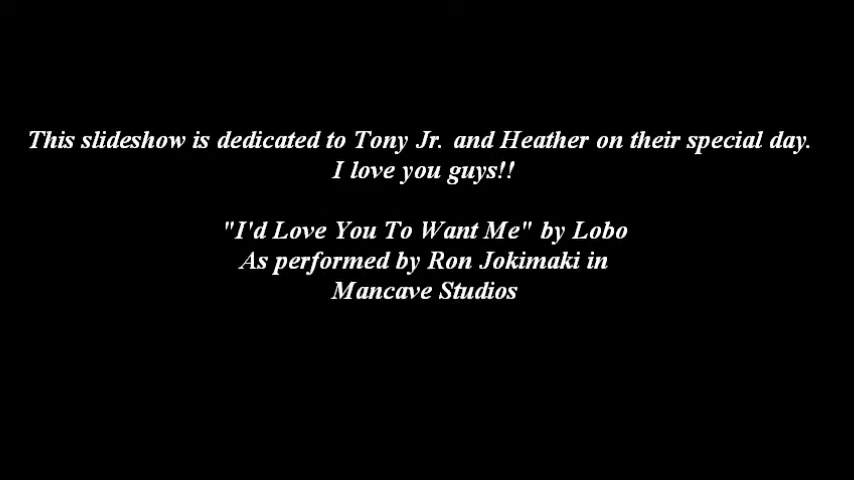 This slideshow is dedicated to Tony Jr. and Heather on their special day.
I love you guys!!
"I'd Love You To Want Me" by Lobo
As performed by Ron Jokimaki in
Mancave Studios